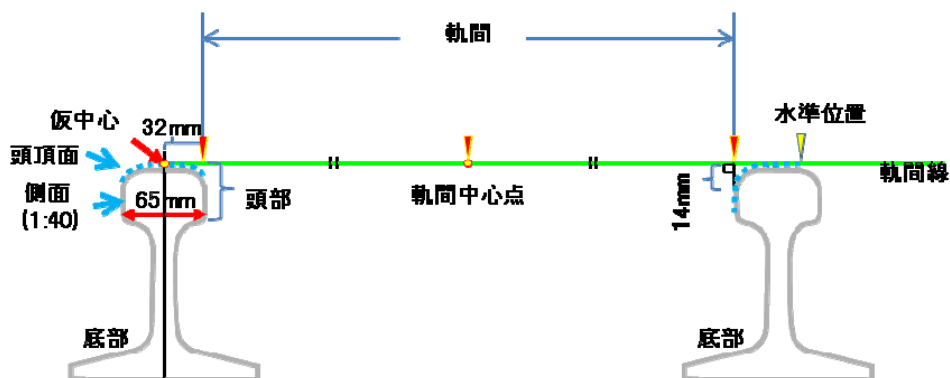 軌間
仮中心
32mm
水準位置
頭頂面
軌間線
側面
(1:40)
65mm
頭部
軌間中心点
14mm
底部
底部